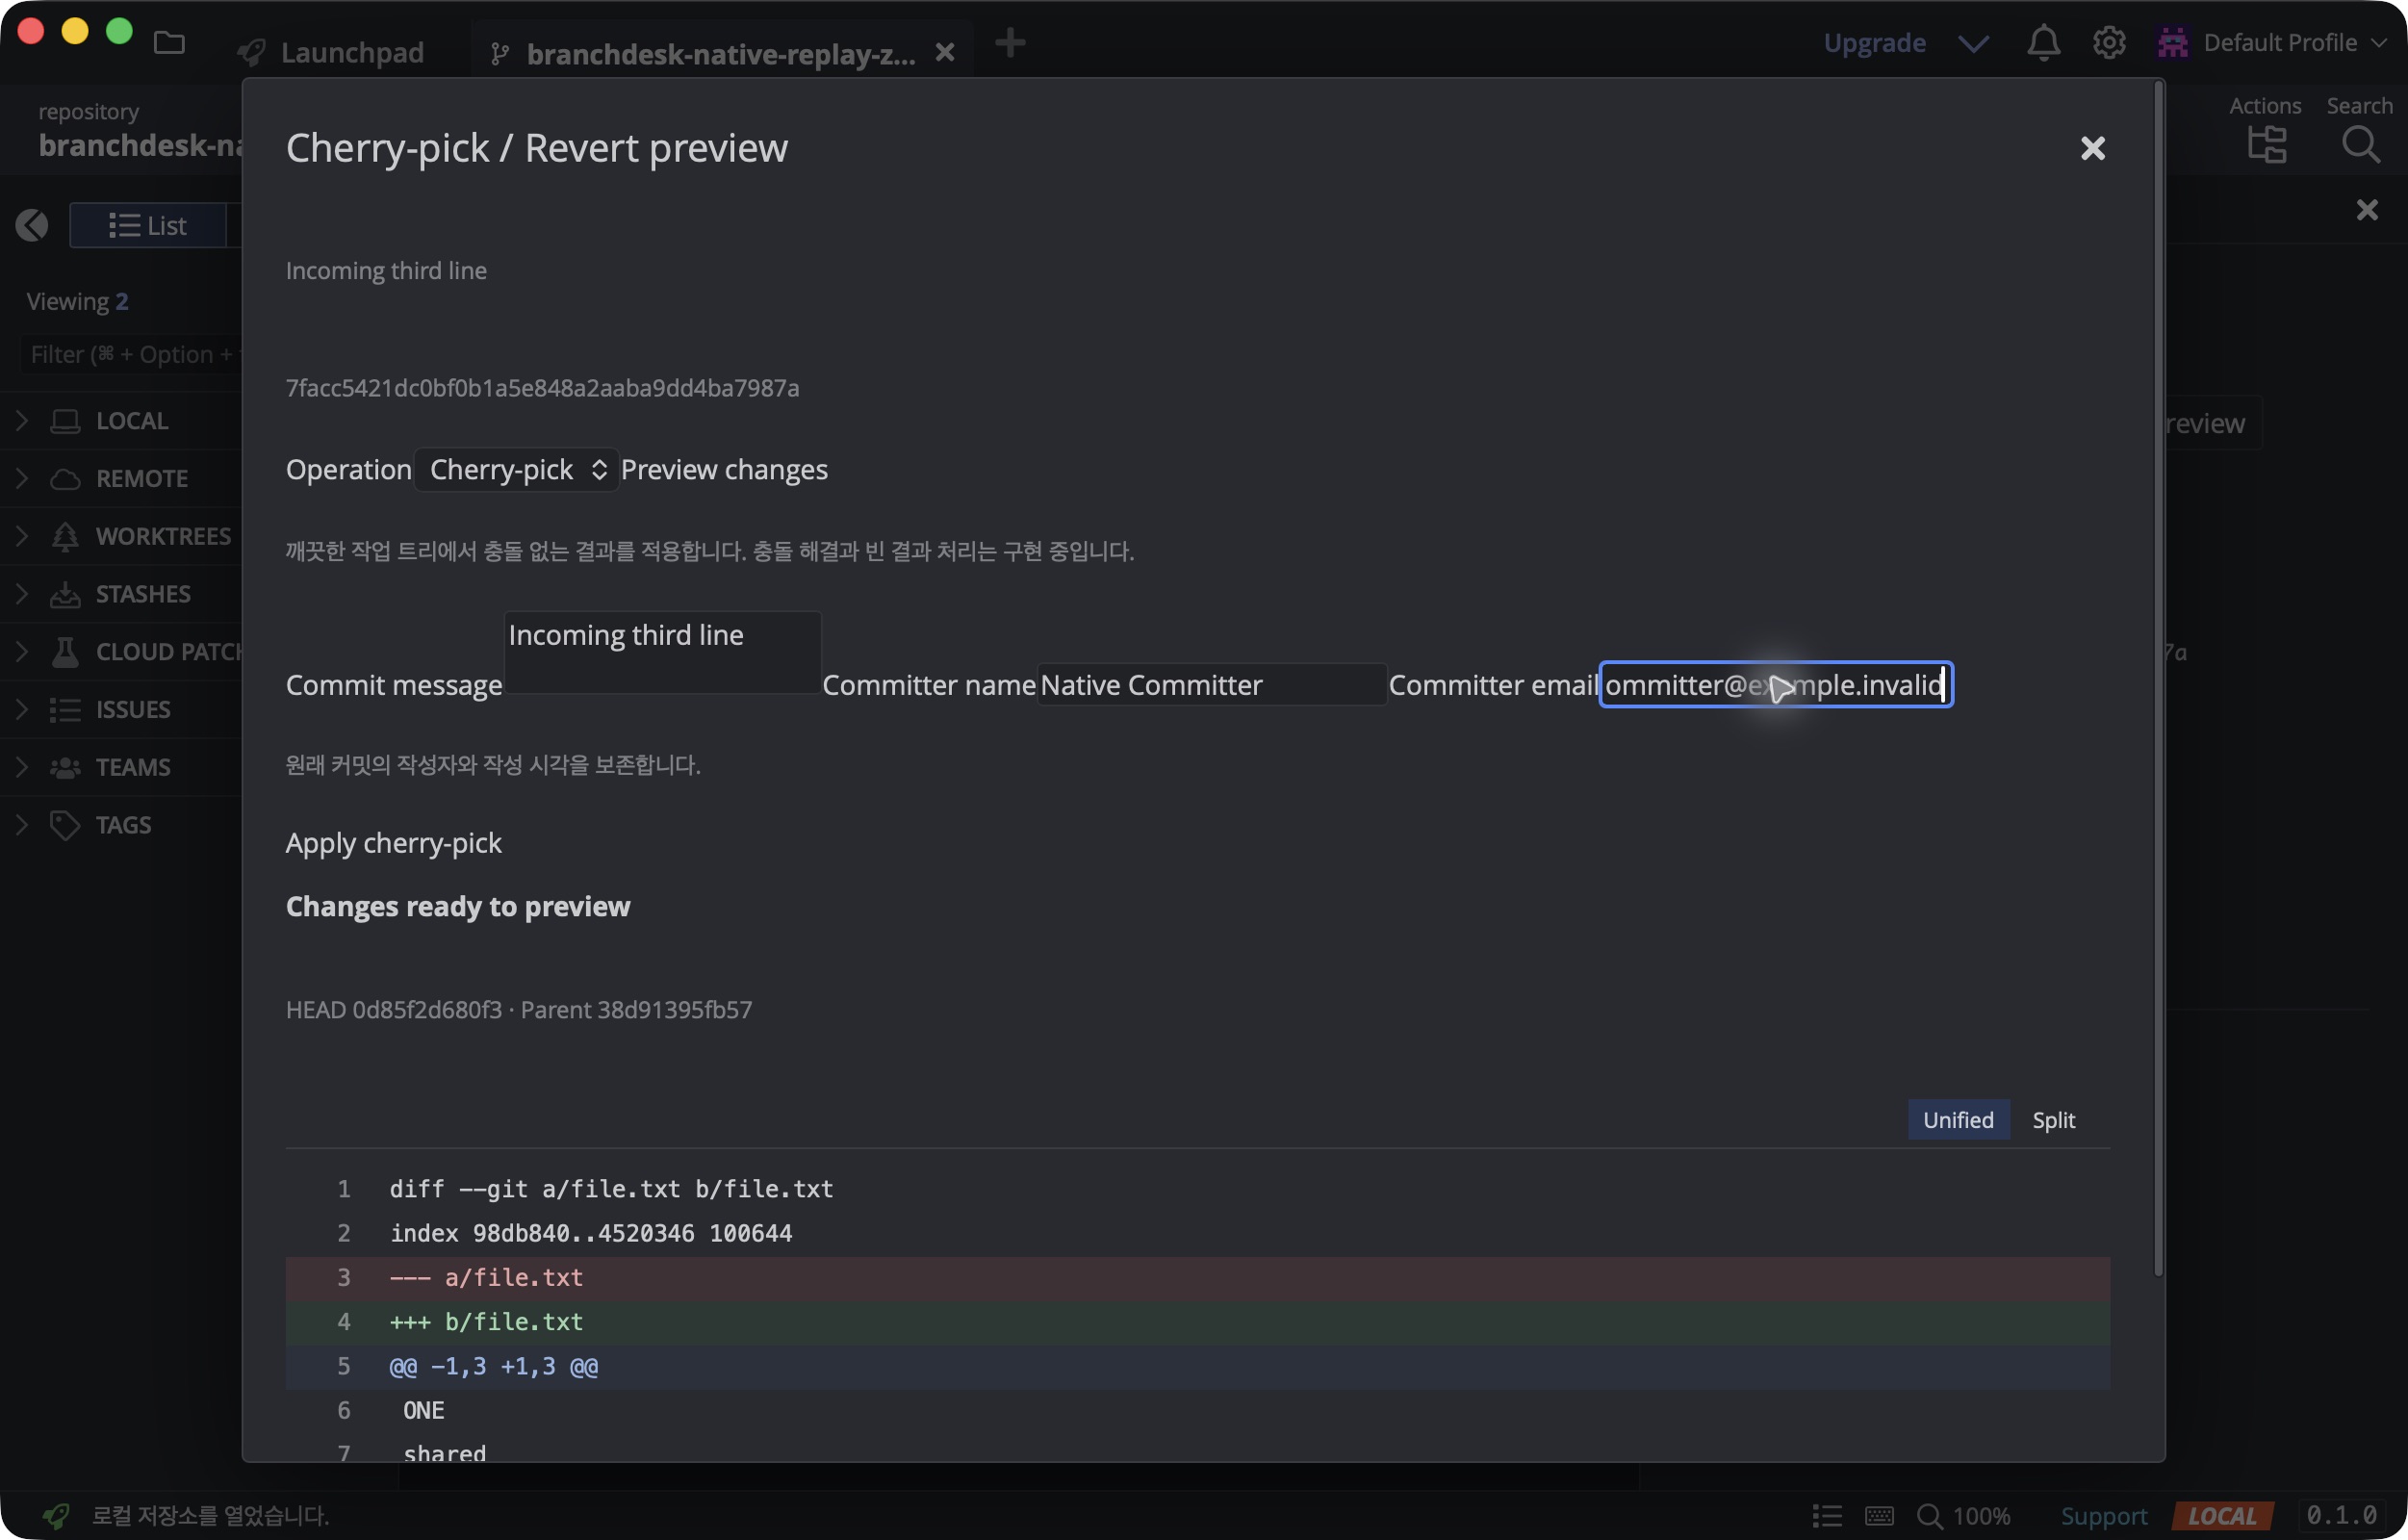 Launchpad
branchdesk-native-replay-z...
Upgrade
Default Profile
repository
branchdesk-na
Actions
Search
List
Viewing 2
Filter (⌘ + Option +
LOCAL
REMOTE
WORKTREES
STASHES
CLOUD PATCH
ISSUES
TEAMS
TAGS
Cherry-pick / Revert preview
Incoming third line
7facc5421dc0bf0b1a5e848a2aaba9dd4ba7987a
Operation Cherry-pick Preview changes
깨끗한 작업 트리에서 충돌 없는 결과를 적용합니다. 충돌 해결과 빈 결과 처리는 구현 중입니다.
Commit message Incoming third line Committer name Native Committer Committer email ommitter@example.invalid
원래 커밋의 작성자와 작성 시각을 보존합니다.
Apply cherry-pick
Changes ready to preview
HEAD 0d85f2d680f3 · Parent 38d91395fb57
Unified Split
1 diff --git a/file.txt b/file.txt
2 index 98db840..4520346 100644
3 --- a/file.txt
4 +++ b/file.txt
5 @@ -1,3 +1,3 @@
6 ONE
7 shared
review
7a
로컬 저장소를 열었습니다.
100%
Support
LOCAL
0.1.0